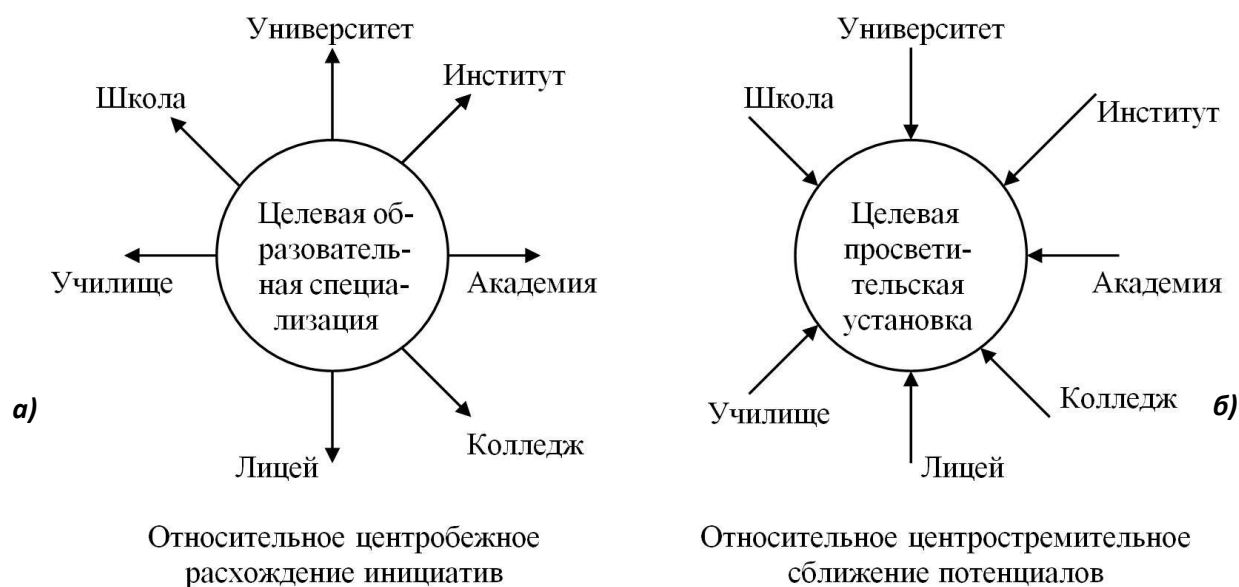 Университет
Институт
Школа
Целевая об-
разователь-
ная специа-
лизация
Училище
Академия
а)
Колледж
Лицей
Относительное центробежное
расхождение инициатив
Университет
Школа
Институт
Целевая
просвети-
тельская
установка
Академия
Училище
Колледж
б)
Лицей
Относительное центростремительное
сближение потенциалов